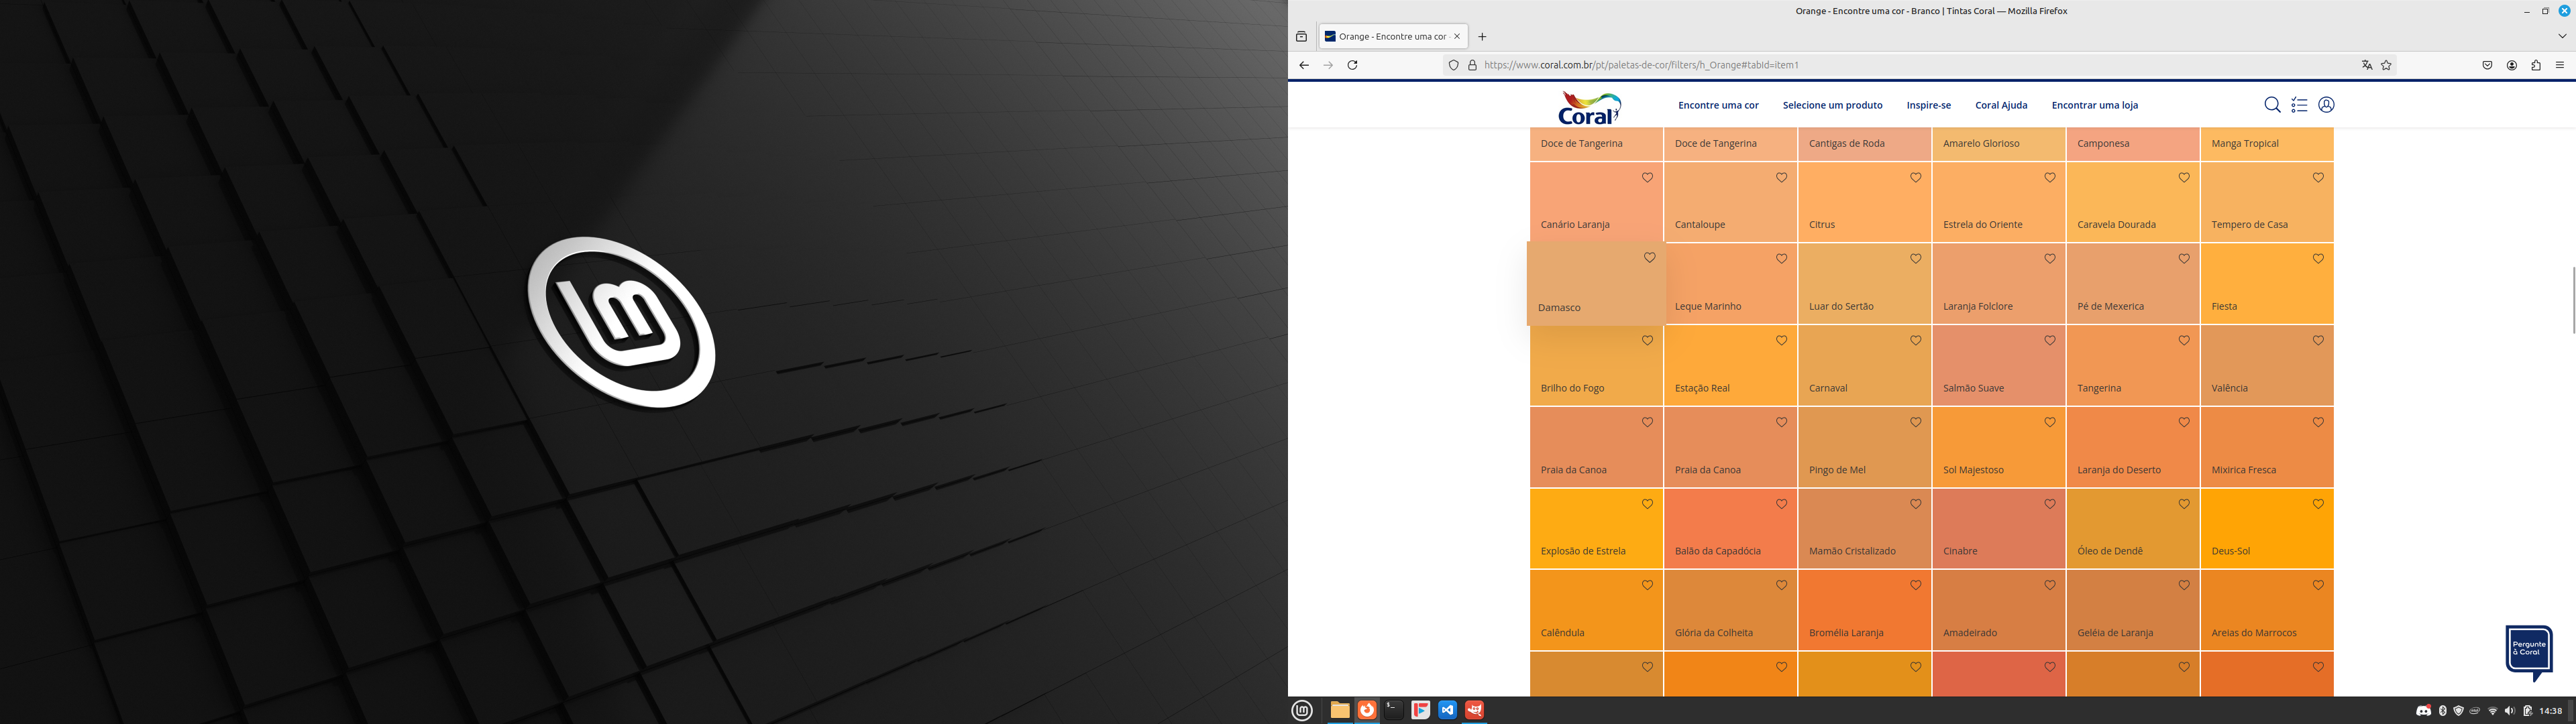 Orange - Encontre uma cor - Branco | Tintas Coral — Mozilla Firefox
Orange - Encontre uma cor -
https://www.coral.com.br/pt/paletas-de-cor/filters/h_Orange#tabId=item1
Coral
Encontre uma cor
Selecione um produto
Inspire-se
Coral Ajuda
Encontrar uma loja
Doce de Tangerina
Doce de Tangerina
Cantigas de Roda
Amarelo Glorioso
Camponesa
Manga Tropical
Canário Laranja
Cantaloupe
Citrus
Estrela do Oriente
Caravela Dourada
Tempero de Casa
Damasco
Leque Marinho
Luar do Sertão
Laranja Folclore
Pé de Mexerica
Fiesta
Brilho do Fogo
Estação Real
Carnaval
Salmão Suave
Tangerina
Valência
Praia da Canoa
Praia da Canoa
Pingo de Mel
Sol Majestoso
Laranja do Deserto
Mixirica Fresca
Explosão de Estrela
Balão da Capadócia
Mamão Cristalizado
Cinabre
Óleo de Dendê
Deus-Sol
Calêndula
Glória da Colheita
Bromélia Laranja
Amadeirado
Geléia de Laranja
Areias do Marrocos
Pergunte
à Coral
14:38